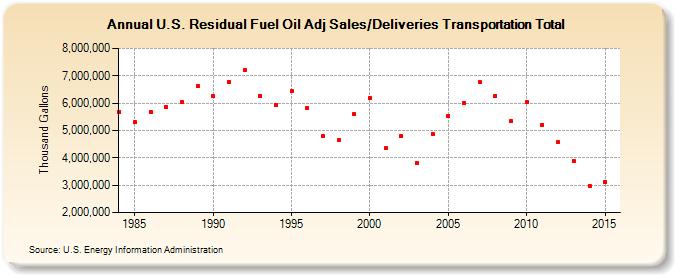 Annual U.S. Residual Fuel Oil Adj Sales/Deliveries Transportation Total
Thousand Gallons
8,000,000
7,000,000
6,000,000
5,000,000
4,000,000
3,000,000
2,000,000
1985 1990 1995 2000 2005 2010 2015
Source: U.S. Energy Information Administration